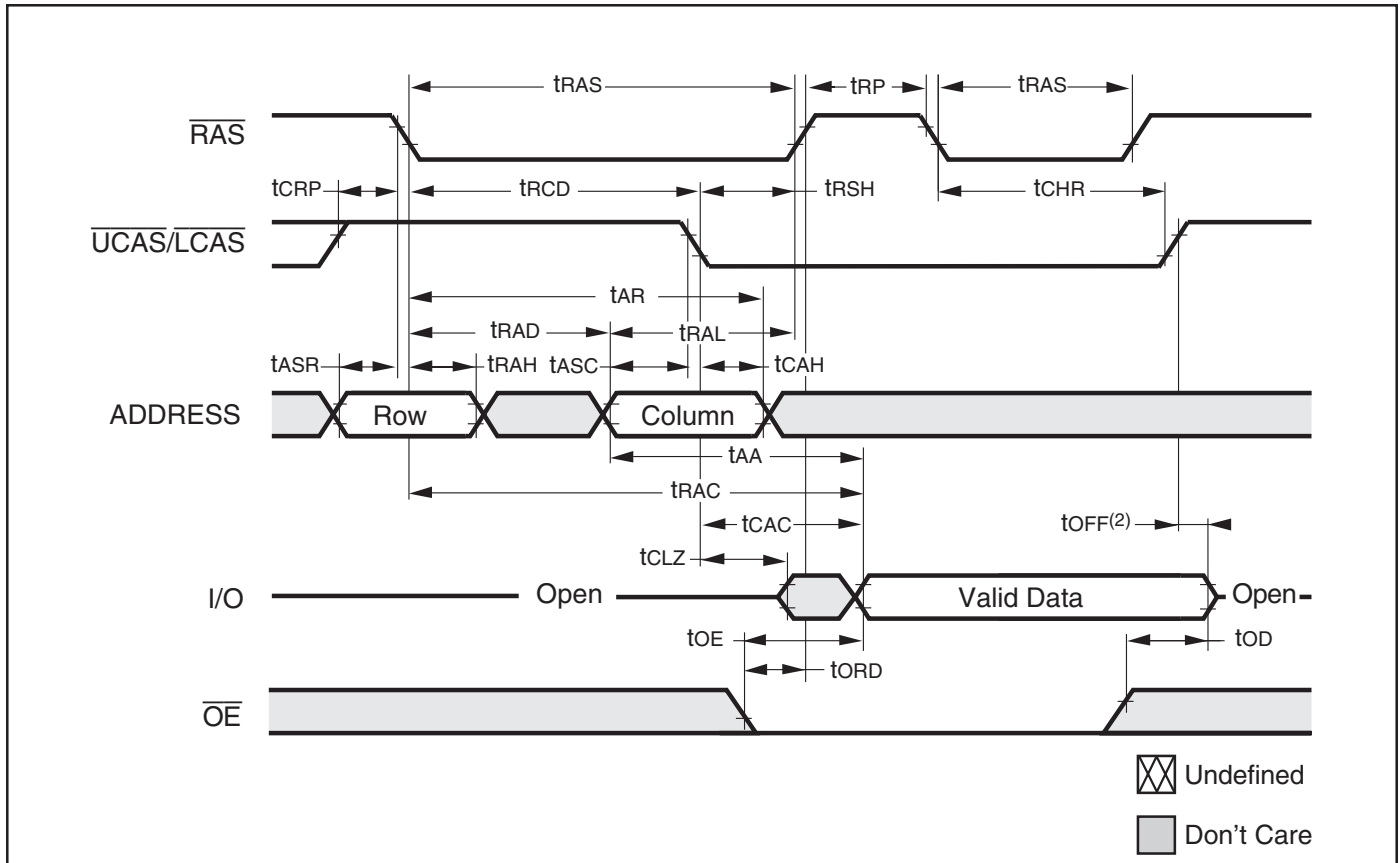 tRAS tRP tRAS
RAS
tCRP tRCD tRSH tCHR
UCAS/LCAS
tAR
tRAD tRAL
tASR tRAH tASC tCAH
ADDRESS Row Column
tAA
tRAC
tCAC tOFF(2)
tCLZ
I/O Open Valid Data Open
tOE tOD
tORD
OE
Undefined
Don't Care